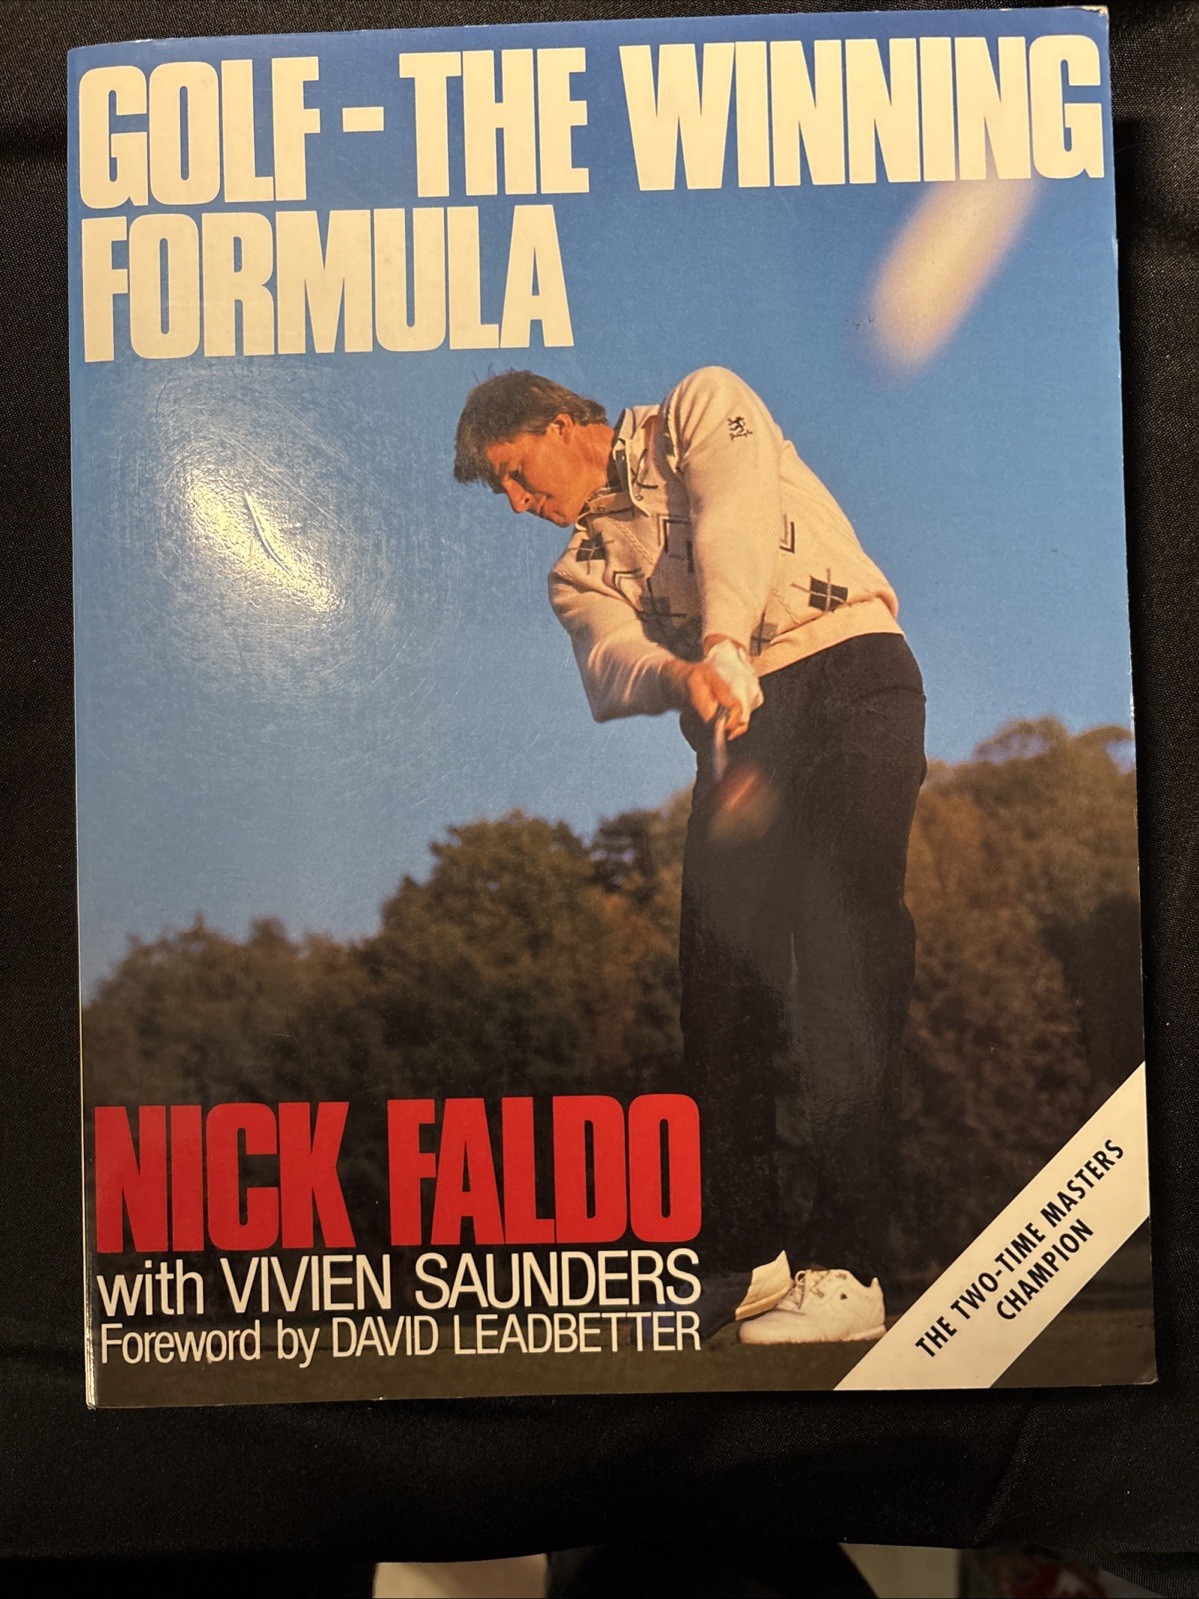 GOLF - THE WINNING
FORMULA
NICK FALDO
with VIVIEN SAUNDERS
Foreword by DAVID LEADBETTER
THE TWO-TIME MASTERS
CHAMPION